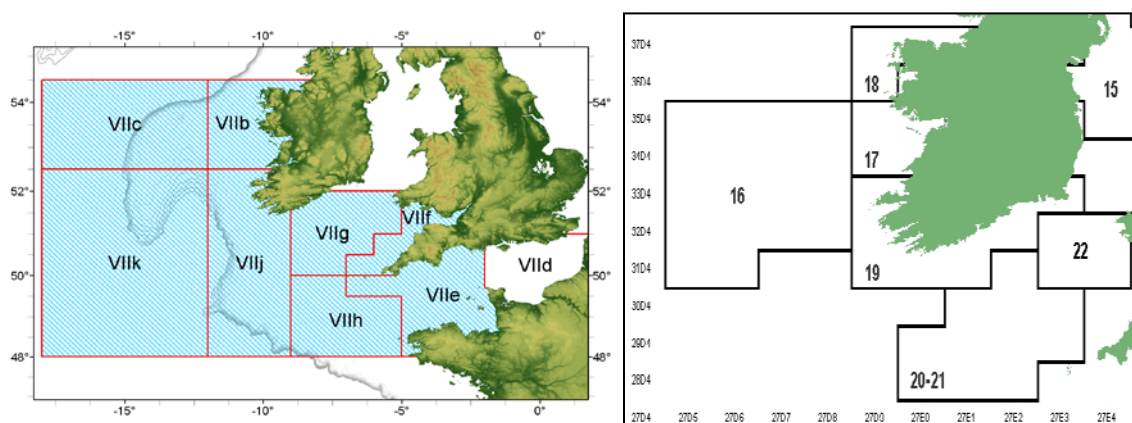 -15° -10° -5° 0°
54° VIIc VIIb 54°
52° 52°
VIIk VIIj VIIg VIIf
50° VIIh VIIe VIId 50°
48° 48°
-15° -10° -5° 0°
37D4
36D4 18 15
35D4
34D4 17
33D4 16
32D4
31D4 19 22
30D4
29D4
28D4 20-21
27D4 27D5 27D6 27D7 27D8 27D9 27E0 27E1 27E2 27E3 27E4